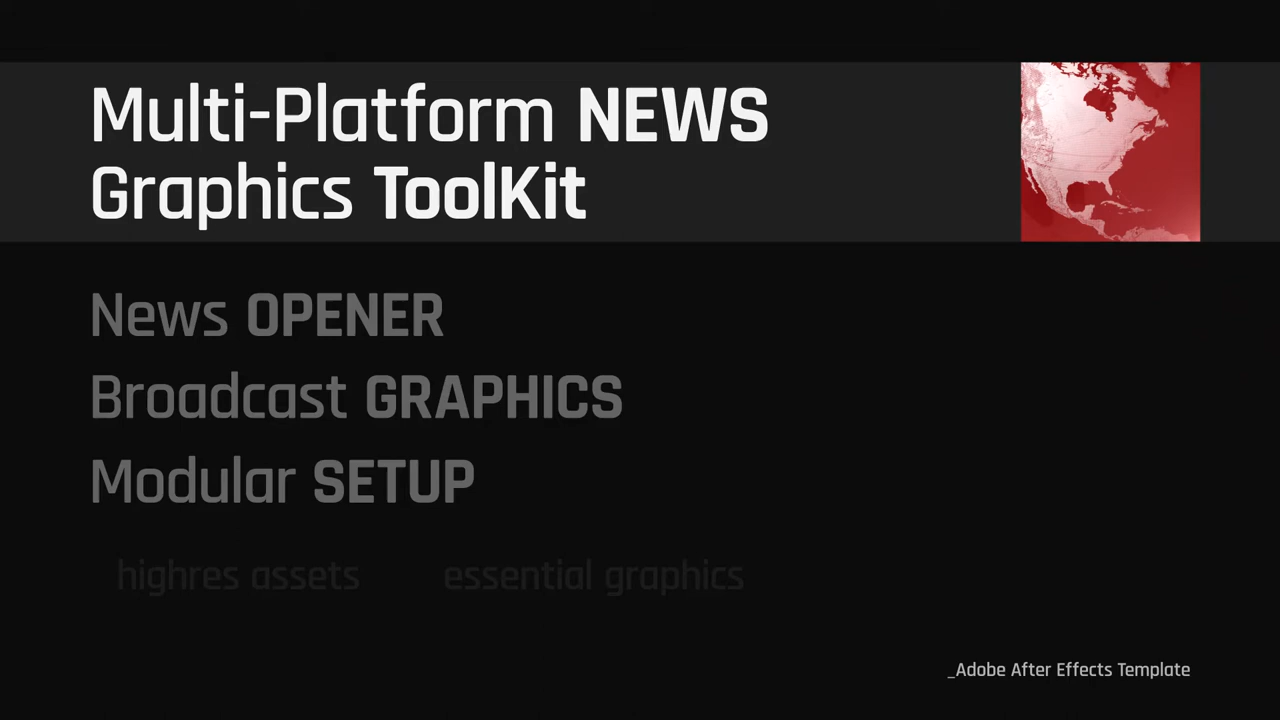 Multi-Platform NEWS
Graphics ToolKit
News OPENER
Broadcast GRAPHICS
Modular SETUP
highres assets essential graphics
_Adobe After Effects Template